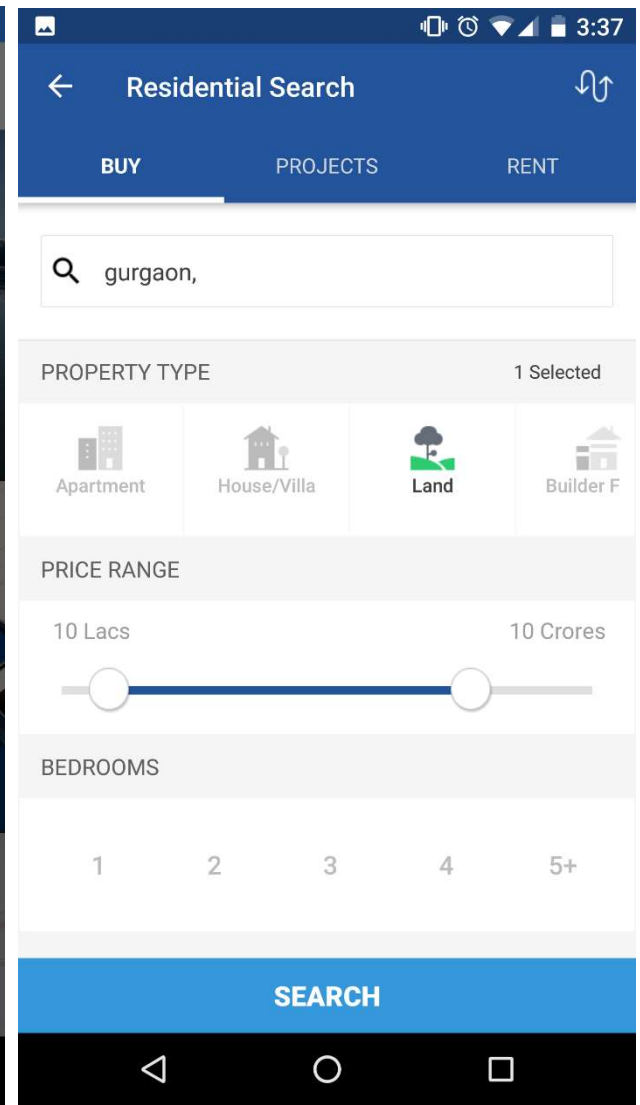 3:37
Residential Search
BUY PROJECTS RENT
gurgaon,
PROPERTY TYPE 1 Selected
Apartment House/Villa Land Builder F
PRICE RANGE
10 Lacs 10 Crores
BEDROOMS
1 2 3 4 5+
SEARCH